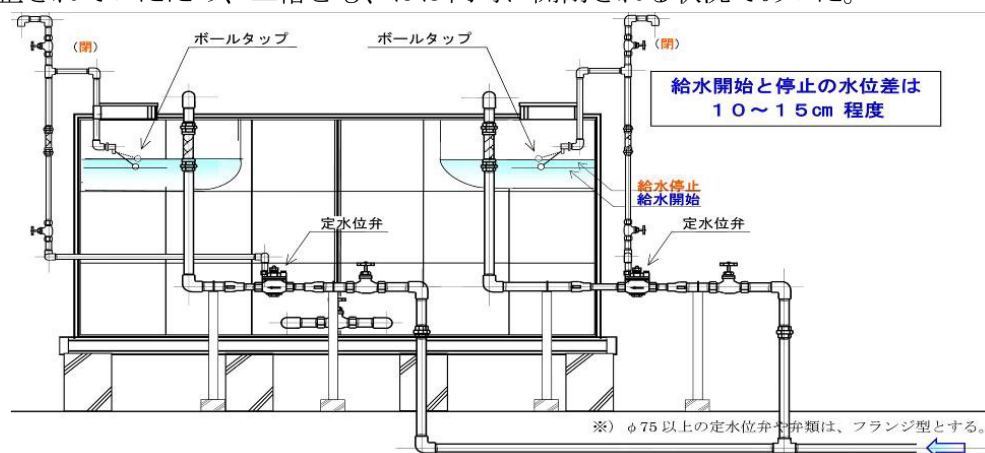 ボールタップ
ボールタップ
(閉)
(閉)
給水開始と停止の水位差は
10～15cm 程度
給水停止
給水開始
定水位弁
定水位弁
※) φ75以上の定水位弁や弁類は、フランジ型とする。